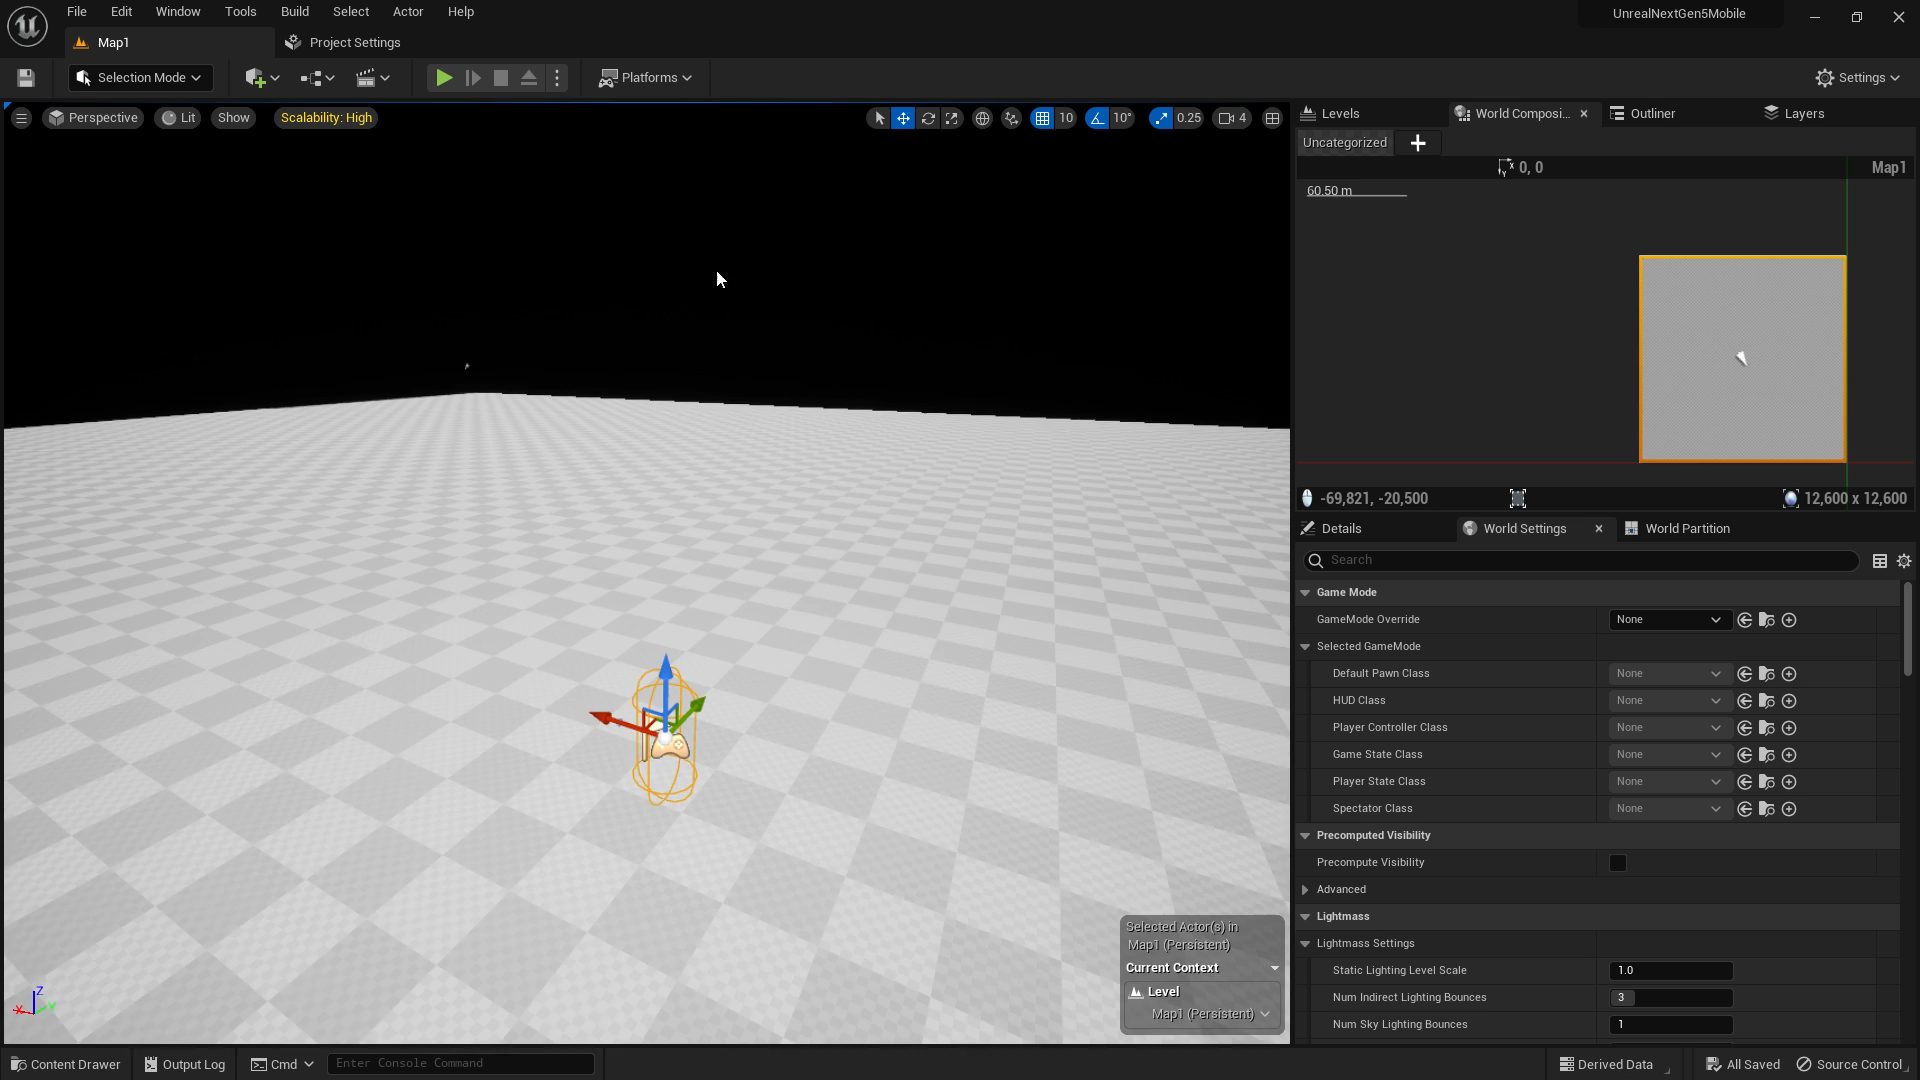 File Edit Window Tools Build Select Actor Help
UnrealNextGen5Mobile
Map1
Project Settings
Selection Mode
Platforms
Settings
Perspective
Lit
Show
Scalability: High
10
10°
0.25
4
Levels
World Composi...
Outliner
Layers
Uncategorized
0, 0
Map1
60.50 m
-69,821, -20,500
12,600 x 12,600
Details
World Settings
World Partition
Search
Game Mode
GameMode Override None
Selected GameMode
Default Pawn Class None
HUD Class None
Player Controller Class None
Game State Class None
Player State Class None
Spectator Class None
Precomputed Visibility
Precompute Visibility
Advanced
Lightmass
Lightmass Settings
Static Lighting Level Scale 1.0
Num Indirect Lighting Bounces 3
Num Sky Lighting Bounces 1
Selected Actor(s) in
Map1 (Persistent)
Current Context
Level
Map1 (Persistent)
Z
X
Y
Content Drawer
Output Log
Cmd
Enter Console Command
Derived Data
All Saved
Source Control